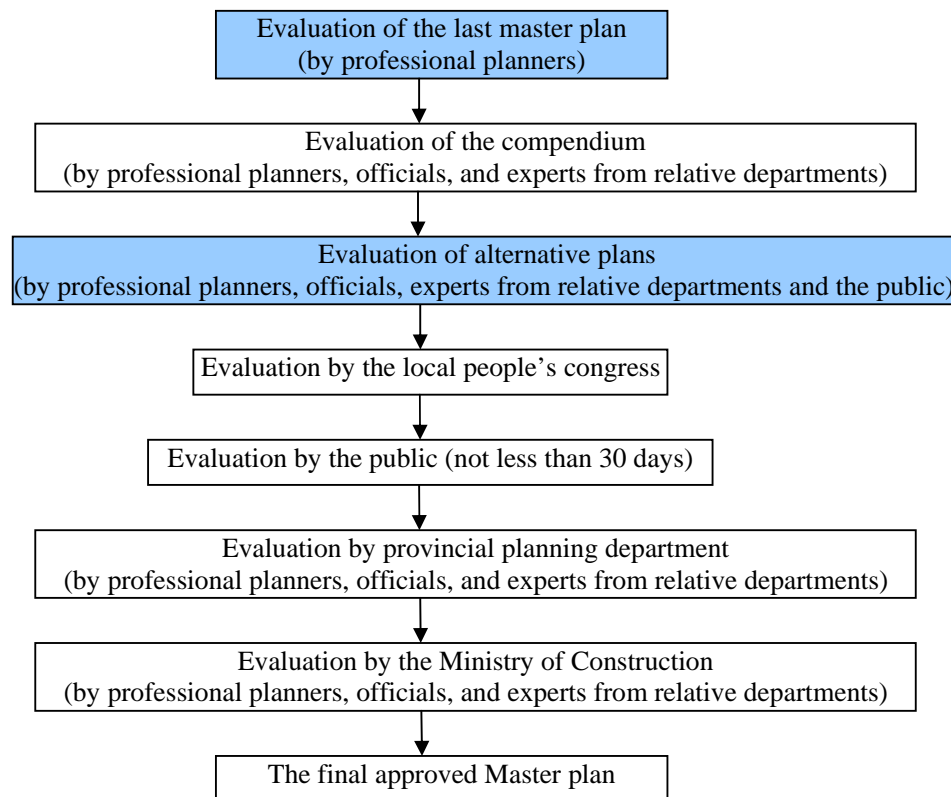 Evaluation of the last master plan
(by professional planners)
Evaluation of the compendium
(by professional planners, officials, and experts from relative departments)
Evaluation of alternative plans
(by professional planners, officials, experts from relative departments and the public)
Evaluation by the local people’s congress
Evaluation by the public (not less than 30 days)
Evaluation by provincial planning department
(by professional planners, officials, and experts from relative departments)
Evaluation by the Ministry of Construction
(by professional planners, officials, and experts from relative departments)
The final approved Master plan